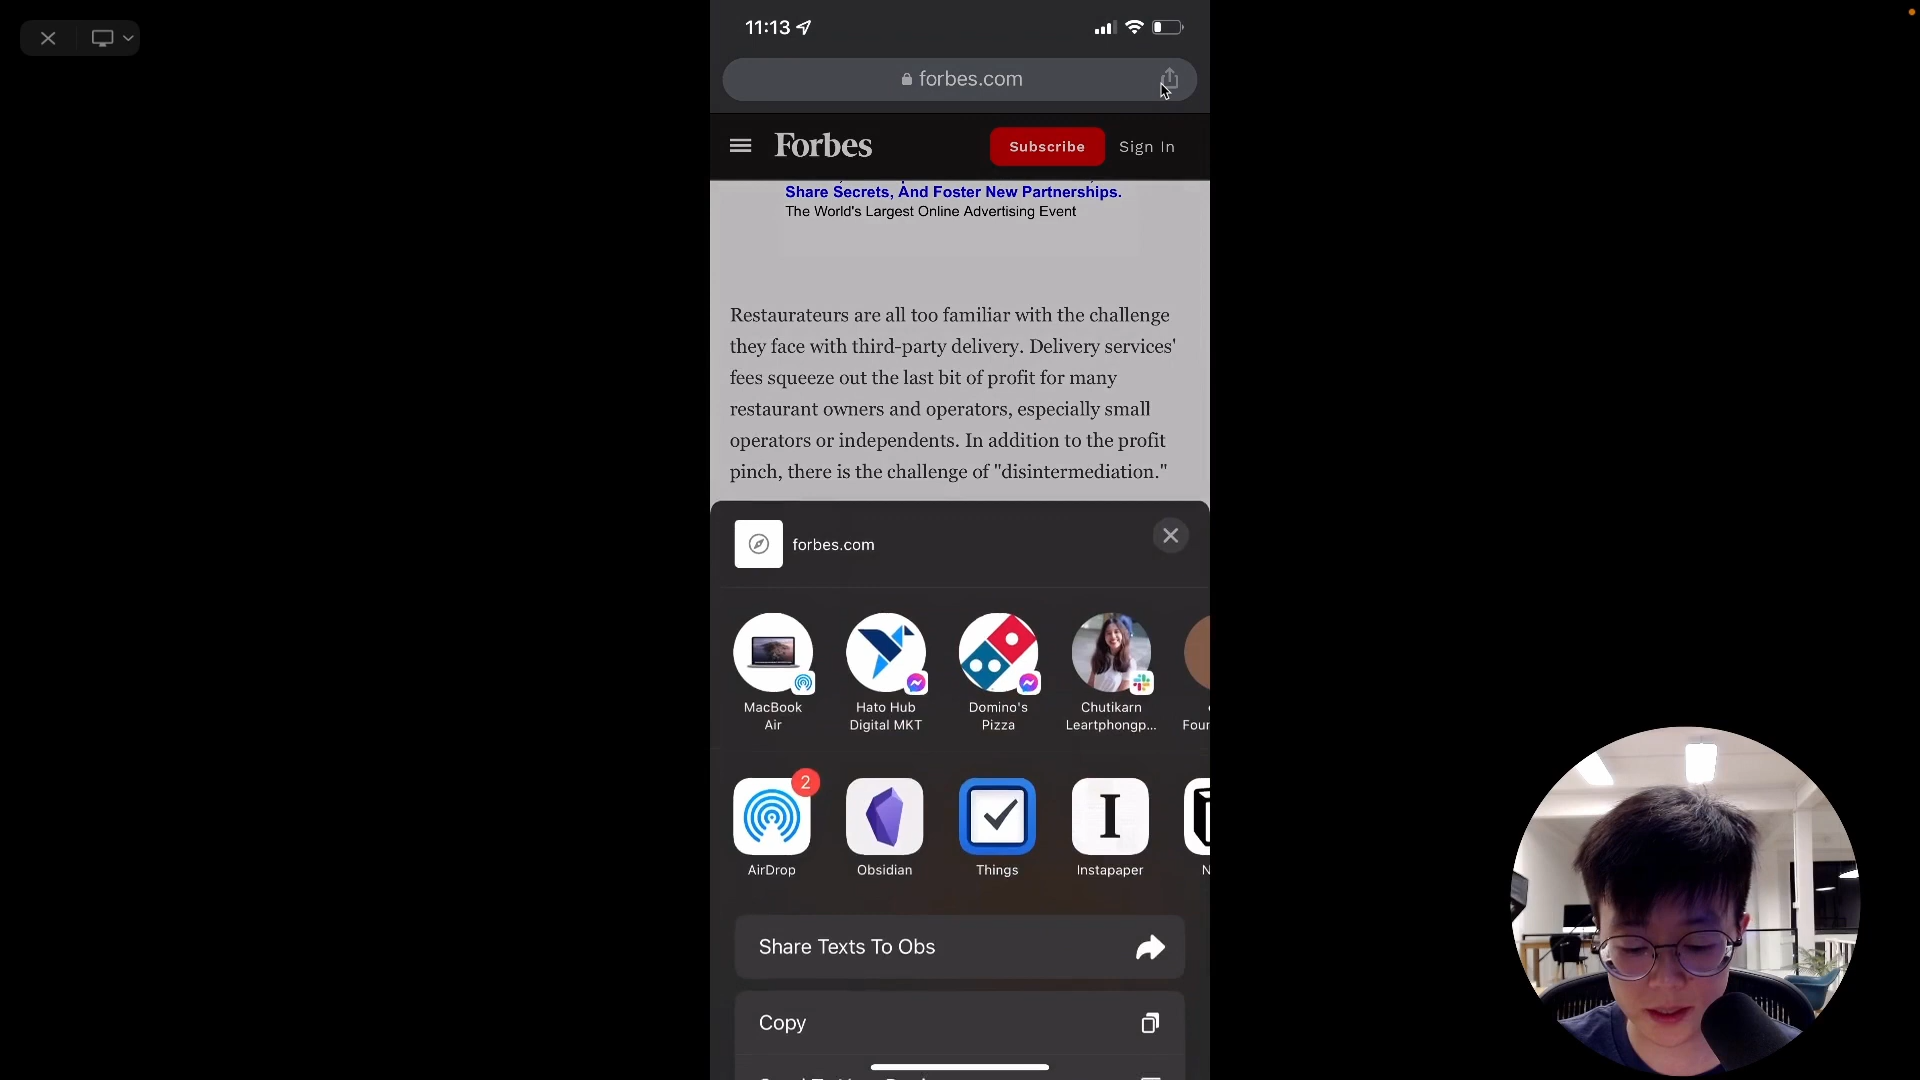 11:13
forbes.com
Forbes
Subscribe
Sign In
Share Secrets, And Foster New Partnerships.
The World's Largest Online Advertising Event
Restaurateurs are all too familiar with the challenge
they face with third-party delivery. Delivery services'
fees squeeze out the last bit of profit for many
restaurant owners and operators, especially small
operators or independents. In addition to the profit
pinch, there is the challenge of "disintermediation."
forbes.com
MacBook
Air
Hato Hub
Digital MKT
Domino's
Pizza
Chutikarn
Leartphongp...
2
AirDrop
Obsidian
Things
I
Instapaper
Share Texts To Obs
Copy